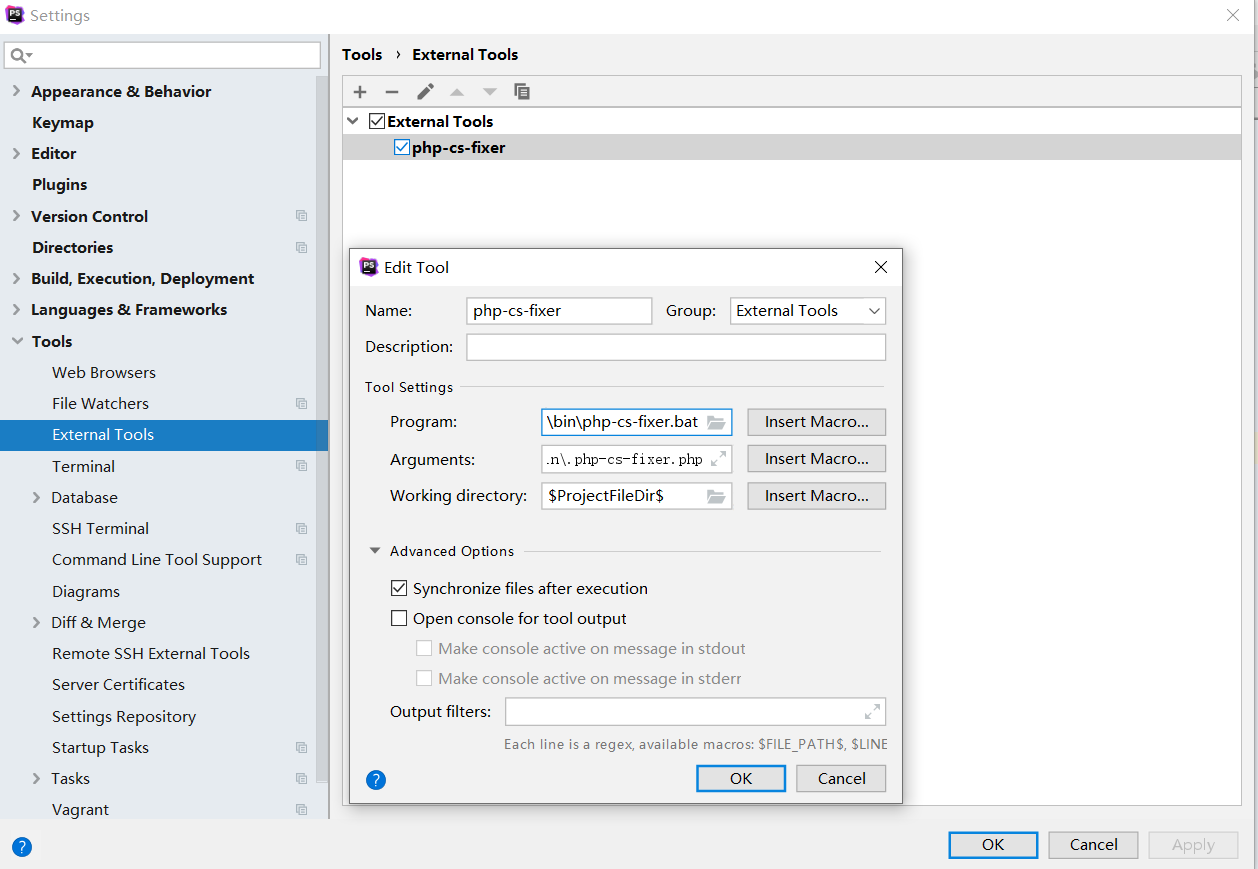 PS Settings
Appearance & Behavior
Keymap
Editor
Plugins
Version Control
Directories
Build, Execution, Deployment
Languages & Frameworks
Tools
Web Browsers
File Watchers
External Tools
Terminal
Database
SSH Terminal
Command Line Tool Support
Diagrams
Diff & Merge
Remote SSH External Tools
Server Certificates
Settings Repository
Startup Tasks
Tasks
Vagrant
Tools › External Tools
External Tools
php-cs-fixer
PS Edit Tool
Name: php-cs-fixer Group: External Tools
Description:
Tool Settings
Program: \bin\php-cs-fixer.bat Insert Macro...
Arguments: .n\.php-cs-fixer.php Insert Macro...
Working directory: $ProjectFileDir$ Insert Macro...
Advanced Options
Synchronize files after execution
Open console for tool output
Make console active on message in stdout
Make console active on message in stderr
Output filters:
Each line is a regex, available macros: $FILE_PATH$, $LINE
? OK Cancel
? OK Cancel Apply